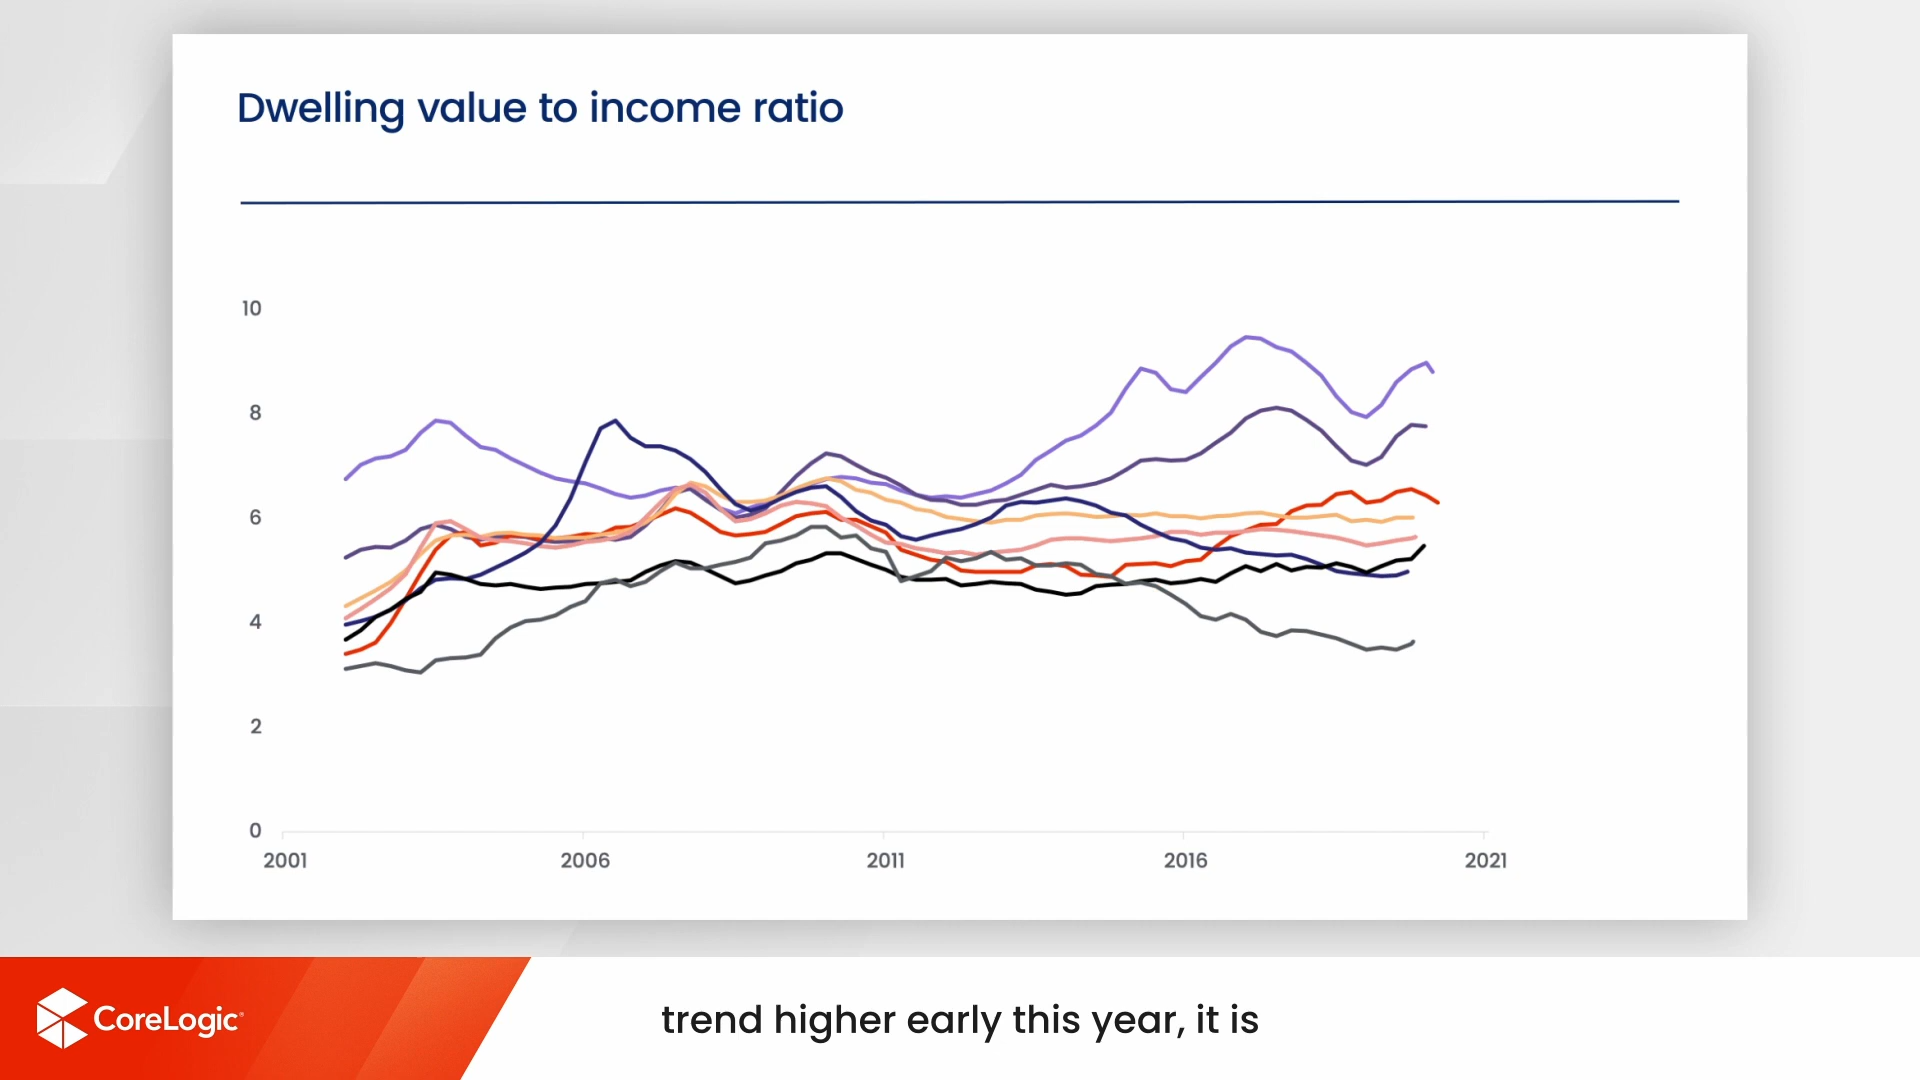 Dwelling value to income ratio
10
8
6
4
2
0
2001 2006 2011 2016 2021
CoreLogic
trend higher early this year, it is